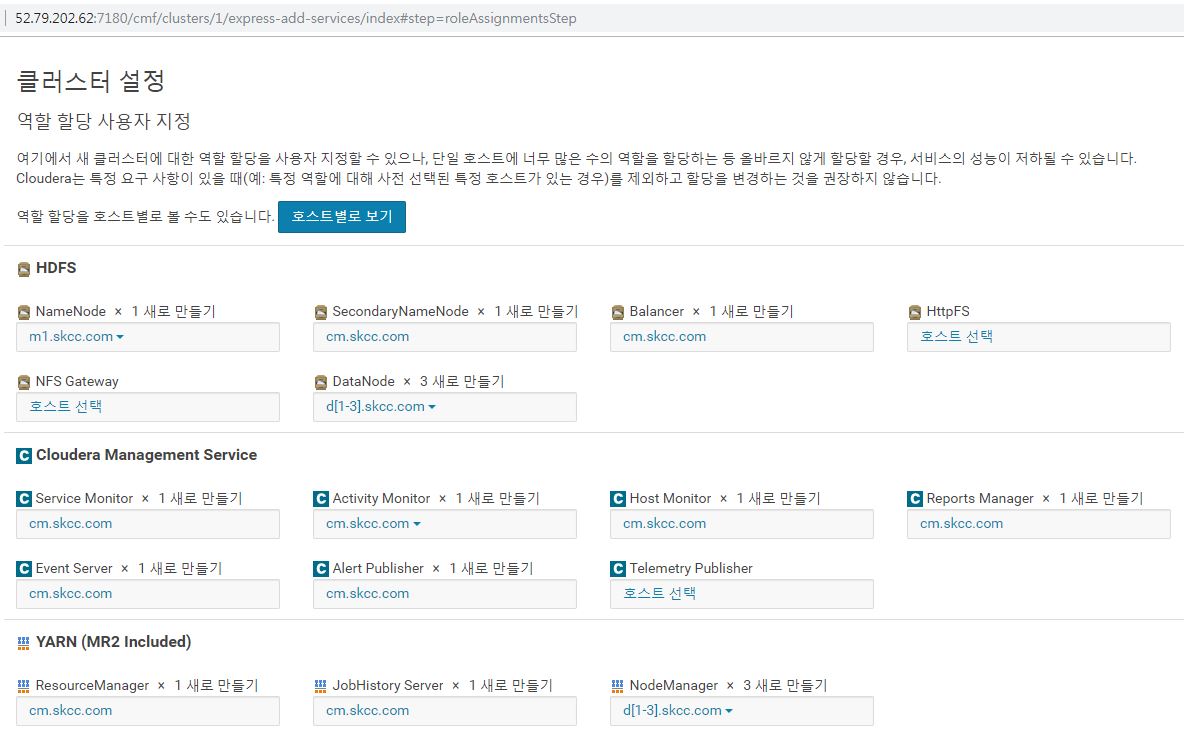 52.79.202.62:7180/cmf/clusters/1/express-add-services/index#step=roleAssignmentsStep
클러스터 설정
역할 할당 사용자 지정
여기에서 새 클러스터에 대한 역할 할당을 사용자 지정할 수 있으나, 단일 호스트에 너무 많은 수의 역할을 할당하는 등 올바르지 않게 할당할 경우, 서비스의 성능이 저하될 수 있습니다.
Cloudera는 특정 요구 사항이 있을 때(예: 특정 역할에 대해 사전 선택된 특정 호스트가 있는 경우)를 제외하고 할당을 변경하는 것을 권장하지 않습니다.
역할 할당을 호스트별로 볼 수도 있습니다. 호스트별로 보기
HDFS
NameNode × 1 새로 만들기 SecondaryNameNode × 1 새로 만들기 Balancer × 1 새로 만들기 HttpFS
m1.skcc.com cm.skcc.com cm.skcc.com 호스트 선택
NFS Gateway DataNode × 3 새로 만들기
호스트 선택 d[1-3].skcc.com
C Cloudera Management Service
C Service Monitor × 1 새로 만들기 C Activity Monitor × 1 새로 만들기 C Host Monitor × 1 새로 만들기 C Reports Manager × 1 새로 만들기
cm.skcc.com cm.skcc.com cm.skcc.com cm.skcc.com
C Event Server × 1 새로 만들기 C Alert Publisher × 1 새로 만들기 C Telemetry Publisher
cm.skcc.com cm.skcc.com 호스트 선택
YARN (MR2 Included)
ResourceManager × 1 새로 만들기 JobHistory Server × 1 새로 만들기 NodeManager × 3 새로 만들기
cm.skcc.com cm.skcc.com d[1-3].skcc.com